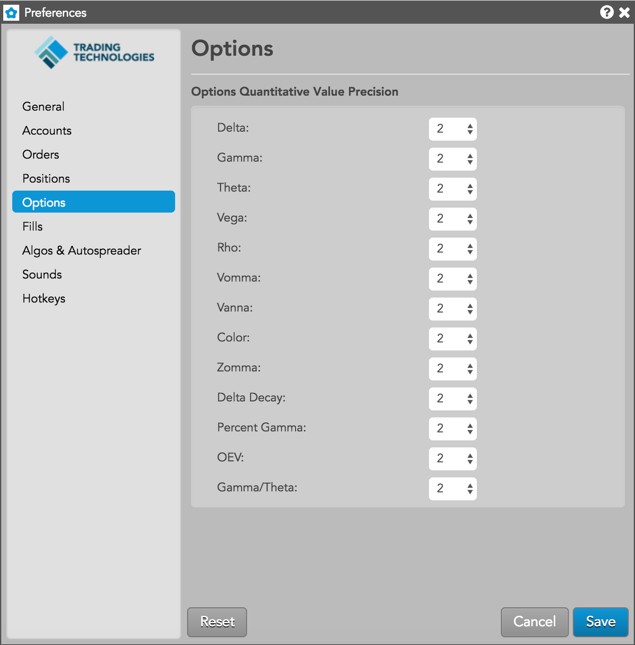 Preferences
?
TRADING
TECHNOLOGIES
General
Accounts
Orders
Positions
Options
Fills
Algos & Autospreader
Sounds
Hotkeys
Options
Options Quantitative Value Precision
Delta: 2
Gamma: 2
Theta: 2
Vega: 2
Rho: 2
Vomma: 2
Vanna: 2
Color: 2
Zomma: 2
Delta Decay: 2
Percent Gamma: 2
OEV: 2
Gamma/Theta: 2
Reset Cancel Save